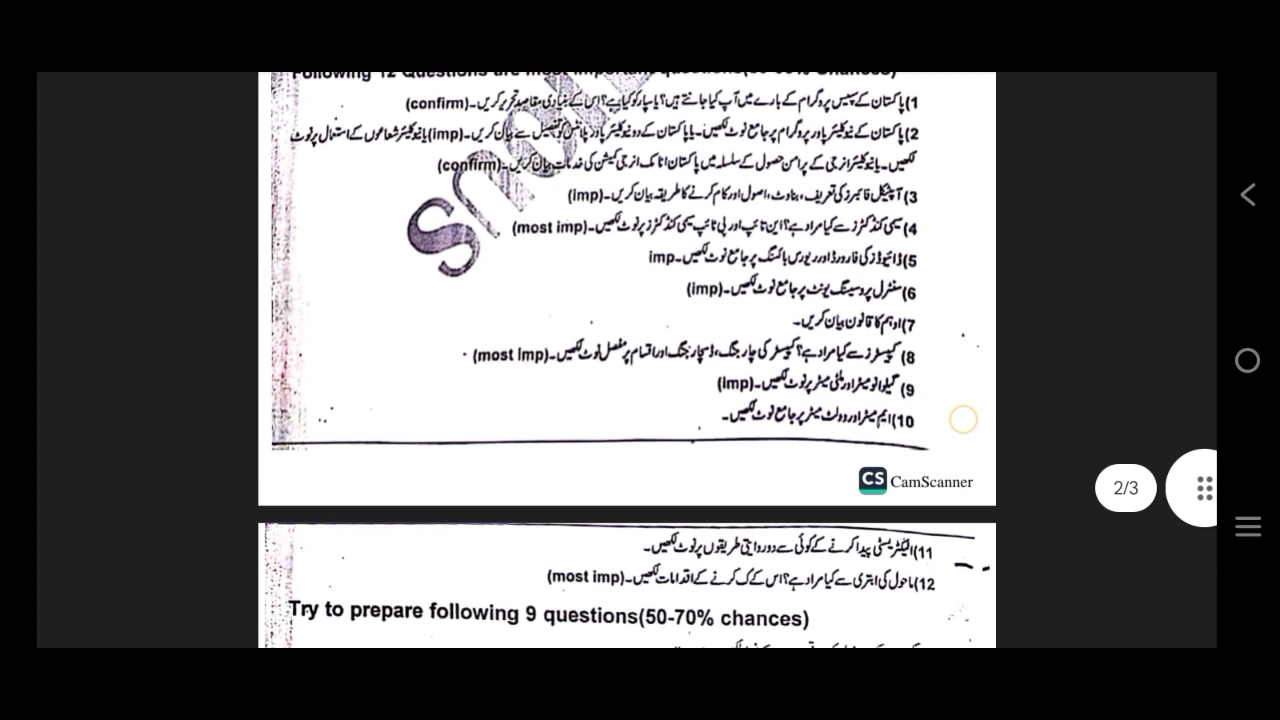 Following 12 Questions are most important questions(80-90% Chances)
1) پاکستان کے سپیس پروگرام کے بارے میں آپ کیا جانتے ہیں؟ یا سپارکو کیا ہے؟ اس کے بنیادی مقاصد تحریر کریں۔(confirm)
2) پاکستان کے نیوکلیئر پاور پروگرام پر جامع نوٹ لکھیں۔ یا پاکستان کے دو نیوکلیئر پاور پلانٹس کو تفصیل سے بیان کریں۔(imp) یا نیوکلیئر شعاعوں کے استعمال پر نوٹ
لکھیں۔ یا نیوکلیئر انرجی کے پرامن حصول کے سلسلہ میں پاکستان اٹامک انرجی کمیشن کی خدمات بیان کریں۔(confirm)
3) آپٹیکل فائبرز کی تعریف، بناوٹ، اصول اور کام کرنے کا طریقہ بیان کریں۔(imp)
4) سیمی کنڈکٹرز سے کیا مراد ہے؟ این ٹائپ اور پی ٹائپ سیمی کنڈکٹرز پر نوٹ لکھیں۔(most imp)
5) ڈائیوڈز کی فارورڈ اور ریورس بائسنگ پر جامع نوٹ لکھیں۔imp
6) سنٹرل پروسیسنگ یونٹ پر جامع نوٹ لکھیں۔(imp)
7) اوہم کا قانون بیان کریں۔
8) کپیسٹرز سے کیا مراد ہے؟ کپیسٹر کی چارجنگ، ڈسچارجنگ اور اقسام پر مفصل نوٹ لکھیں۔(most imp)
9) گیلوانومیٹر اور ملٹی میٹر پر نوٹ لکھیں۔(imp)
10) ایم میٹر اور وولٹ میٹر پر جامع نوٹ لکھیں۔
CS CamScanner
2/3
11) الیکٹریسٹی پیدا کرنے کے کوئی سے دو روایتی طریقوں پر نوٹ لکھیں۔
12) ماحول کی ابتری سے کیا مراد ہے؟ اس کے کم کرنے کے اقدامات لکھیں۔(most imp)
Try to prepare following 9 questions(50-70% chances)